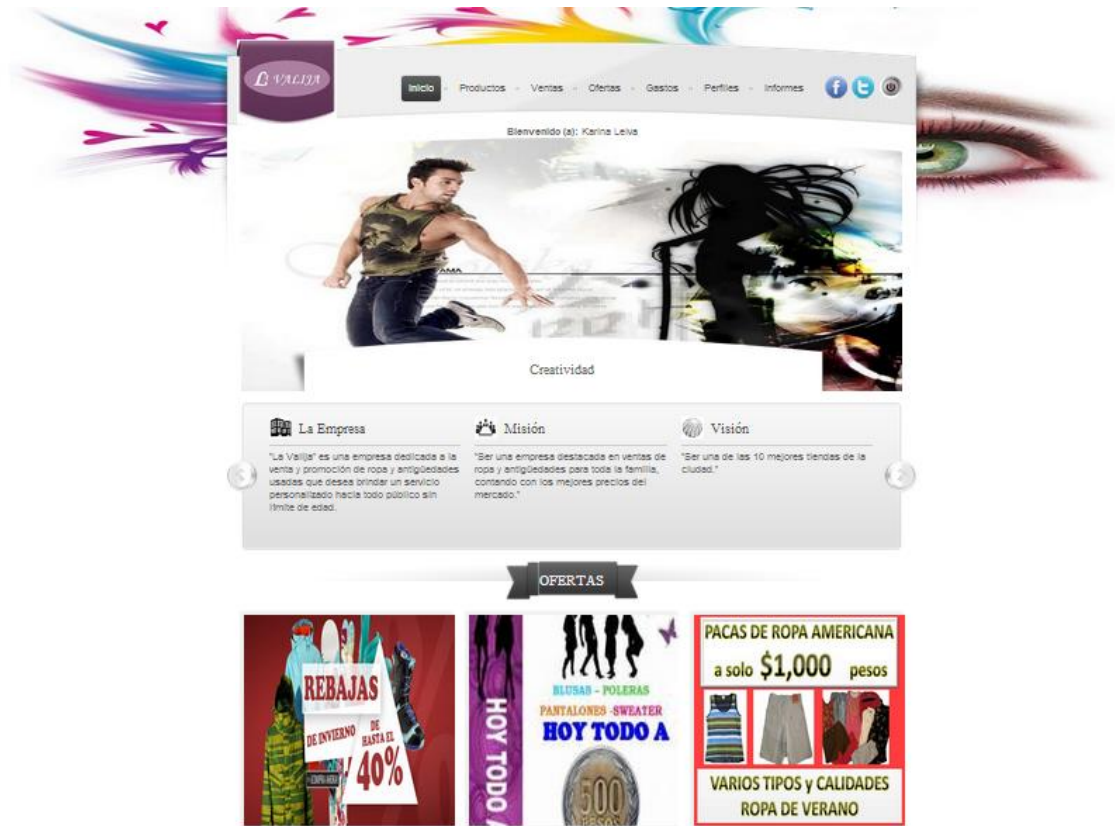 La VALIJA
Inicio Productos Ventas Ofertas Gastos Perfiles Informes
Bienvenido (a): Karina Leiva
AMA
Creatividad
La Empresa
"La Valija" es una empresa dedicada a la
venta y promoción de ropa y antigüedades
usadas que desea brindar un servicio
personalizado hacia todo público sin
límite de edad.
Misión
"Ser una empresa destacada en ventas de
ropa y antigüedades para toda la familia,
contando con los mejores precios del
mercado."
Visión
"Ser una de las 10 mejores tiendas de la
ciudad."
OFERTAS
REBAJAS
DE INVIERNO
DE
HASTA EL
40%
COMPRA AHORA
HOY TODO A
BLUSAS - POLERAS
PANTALONES -SWEATER
HOY TODO A
500
PESOS
PACAS DE ROPA AMERICANA
a solo $1,000 pesos
VARIOS TIPOS y CALIDADES
ROPA DE VERANO